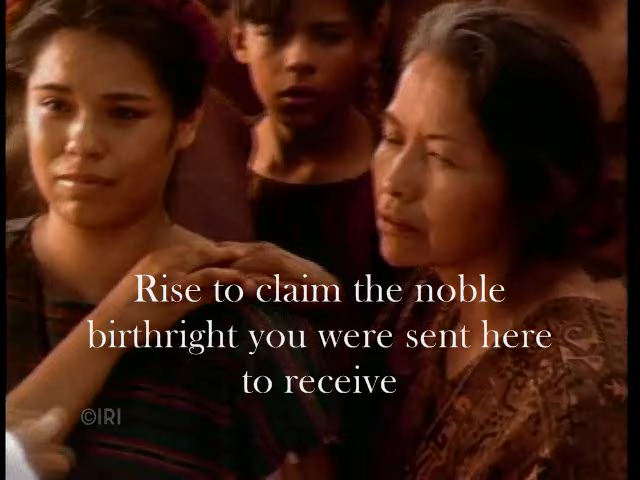 Rise to claim the noble
birthright you were sent here
to receive
©IRI